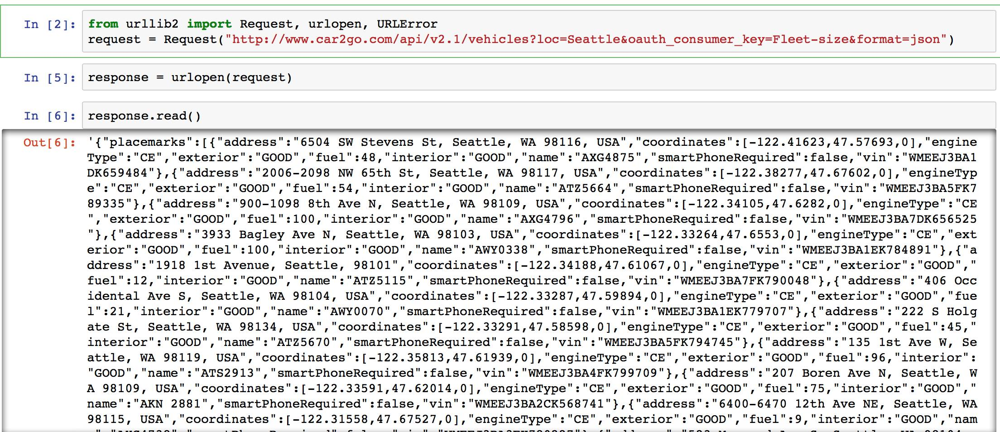 In [2]: from urllib2 import Request, urlopen, URLError
request = Request("http://www.car2go.com/api/v2.1/vehicles?loc=Seattle&oauth_consumer_key=Fleet-size&format=json")
In [5]: response = urlopen(request)
In [6]: response.read()
Out[6]: '{"placemarks":[{"address":"6504 SW Stevens St, Seattle, WA 98116, USA","coordinates":[-122.41623,47.57693,0],"engine
Type":"CE","exterior":"GOOD","fuel":48,"interior":"GOOD","name":"AXG4875","smartPhoneRequired":false,"vin":"WMEEJ3BA1
DK659484"},{"address":"2006-2098 NW 65th St, Seattle, WA 98117, USA","coordinates":[-122.38277,47.67602,0],"engineTyp
e":"CE","exterior":"GOOD","fuel":54,"interior":"GOOD","name":"ATZ5664","smartPhoneRequired":false,"vin":"WMEEJ3BA5FK7
89335"},{"address":"900-1098 8th Ave N, Seattle, WA 98109, USA","coordinates":[-122.34105,47.6282,0],"engineType":"CE
","exterior":"GOOD","fuel":100,"interior":"GOOD","name":"AXG4796","smartPhoneRequired":false,"vin":"WMEEJ3BA7DK656525
"},{"address":"3933 Bagley Ave N, Seattle, WA 98103, USA","coordinates":[-122.33264,47.6553,0],"engineType":"CE","ext
erior":"GOOD","fuel":100,"interior":"GOOD","name":"AWY0338","smartPhoneRequired":false,"vin":"WMEEJ3BA1EK784891"},{"a
ddress":"1918 1st Avenue, Seattle, 98101","coordinates":[-122.34188,47.61067,0],"engineType":"CE","exterior":"GOOD","
fuel":12,"interior":"GOOD","name":"ATZ5115","smartPhoneRequired":false,"vin":"WMEEJ3BA7FK790048"},{"address":"406 Occ
idental Ave S, Seattle, WA 98104, USA","coordinates":[-122.33287,47.59894,0],"engineType":"CE","exterior":"GOOD","fue
l":21,"interior":"GOOD","name":"AWY0070","smartPhoneRequired":false,"vin":"WMEEJ3BA1EK779707"},{"address":"222 S Holg
ate St, Seattle, WA 98134, USA","coordinates":[-122.33291,47.58598,0],"engineType":"CE","exterior":"GOOD","fuel":45,"
interior":"GOOD","name":"ATZ5670","smartPhoneRequired":false,"vin":"WMEEJ3BA5FK794745"},{"address":"135 1st Ave W, Se
attle, WA 98119, USA","coordinates":[-122.35813,47.61939,0],"engineType":"CE","exterior":"GOOD","fuel":96,"interior":
"GOOD","name":"ATS2913","smartPhoneRequired":false,"vin":"WMEEJ3BA4FK799709"},{"address":"207 Boren Ave N, Seattle, W
A 98109, USA","coordinates":[-122.33591,47.62014,0],"engineType":"CE","exterior":"GOOD","fuel":75,"interior":"GOOD","
name":"AKN 2881","smartPhoneRequired":false,"vin":"WMEEJ3BA2CK568741"},{"address":"6400-6470 12th Ave NE, Seattle, WA
98115, USA","coordinates":[-122.31558,47.67527,0],"engineType":"CE","exterior":"GOOD","fuel":9,"interior":"GOOD","nam